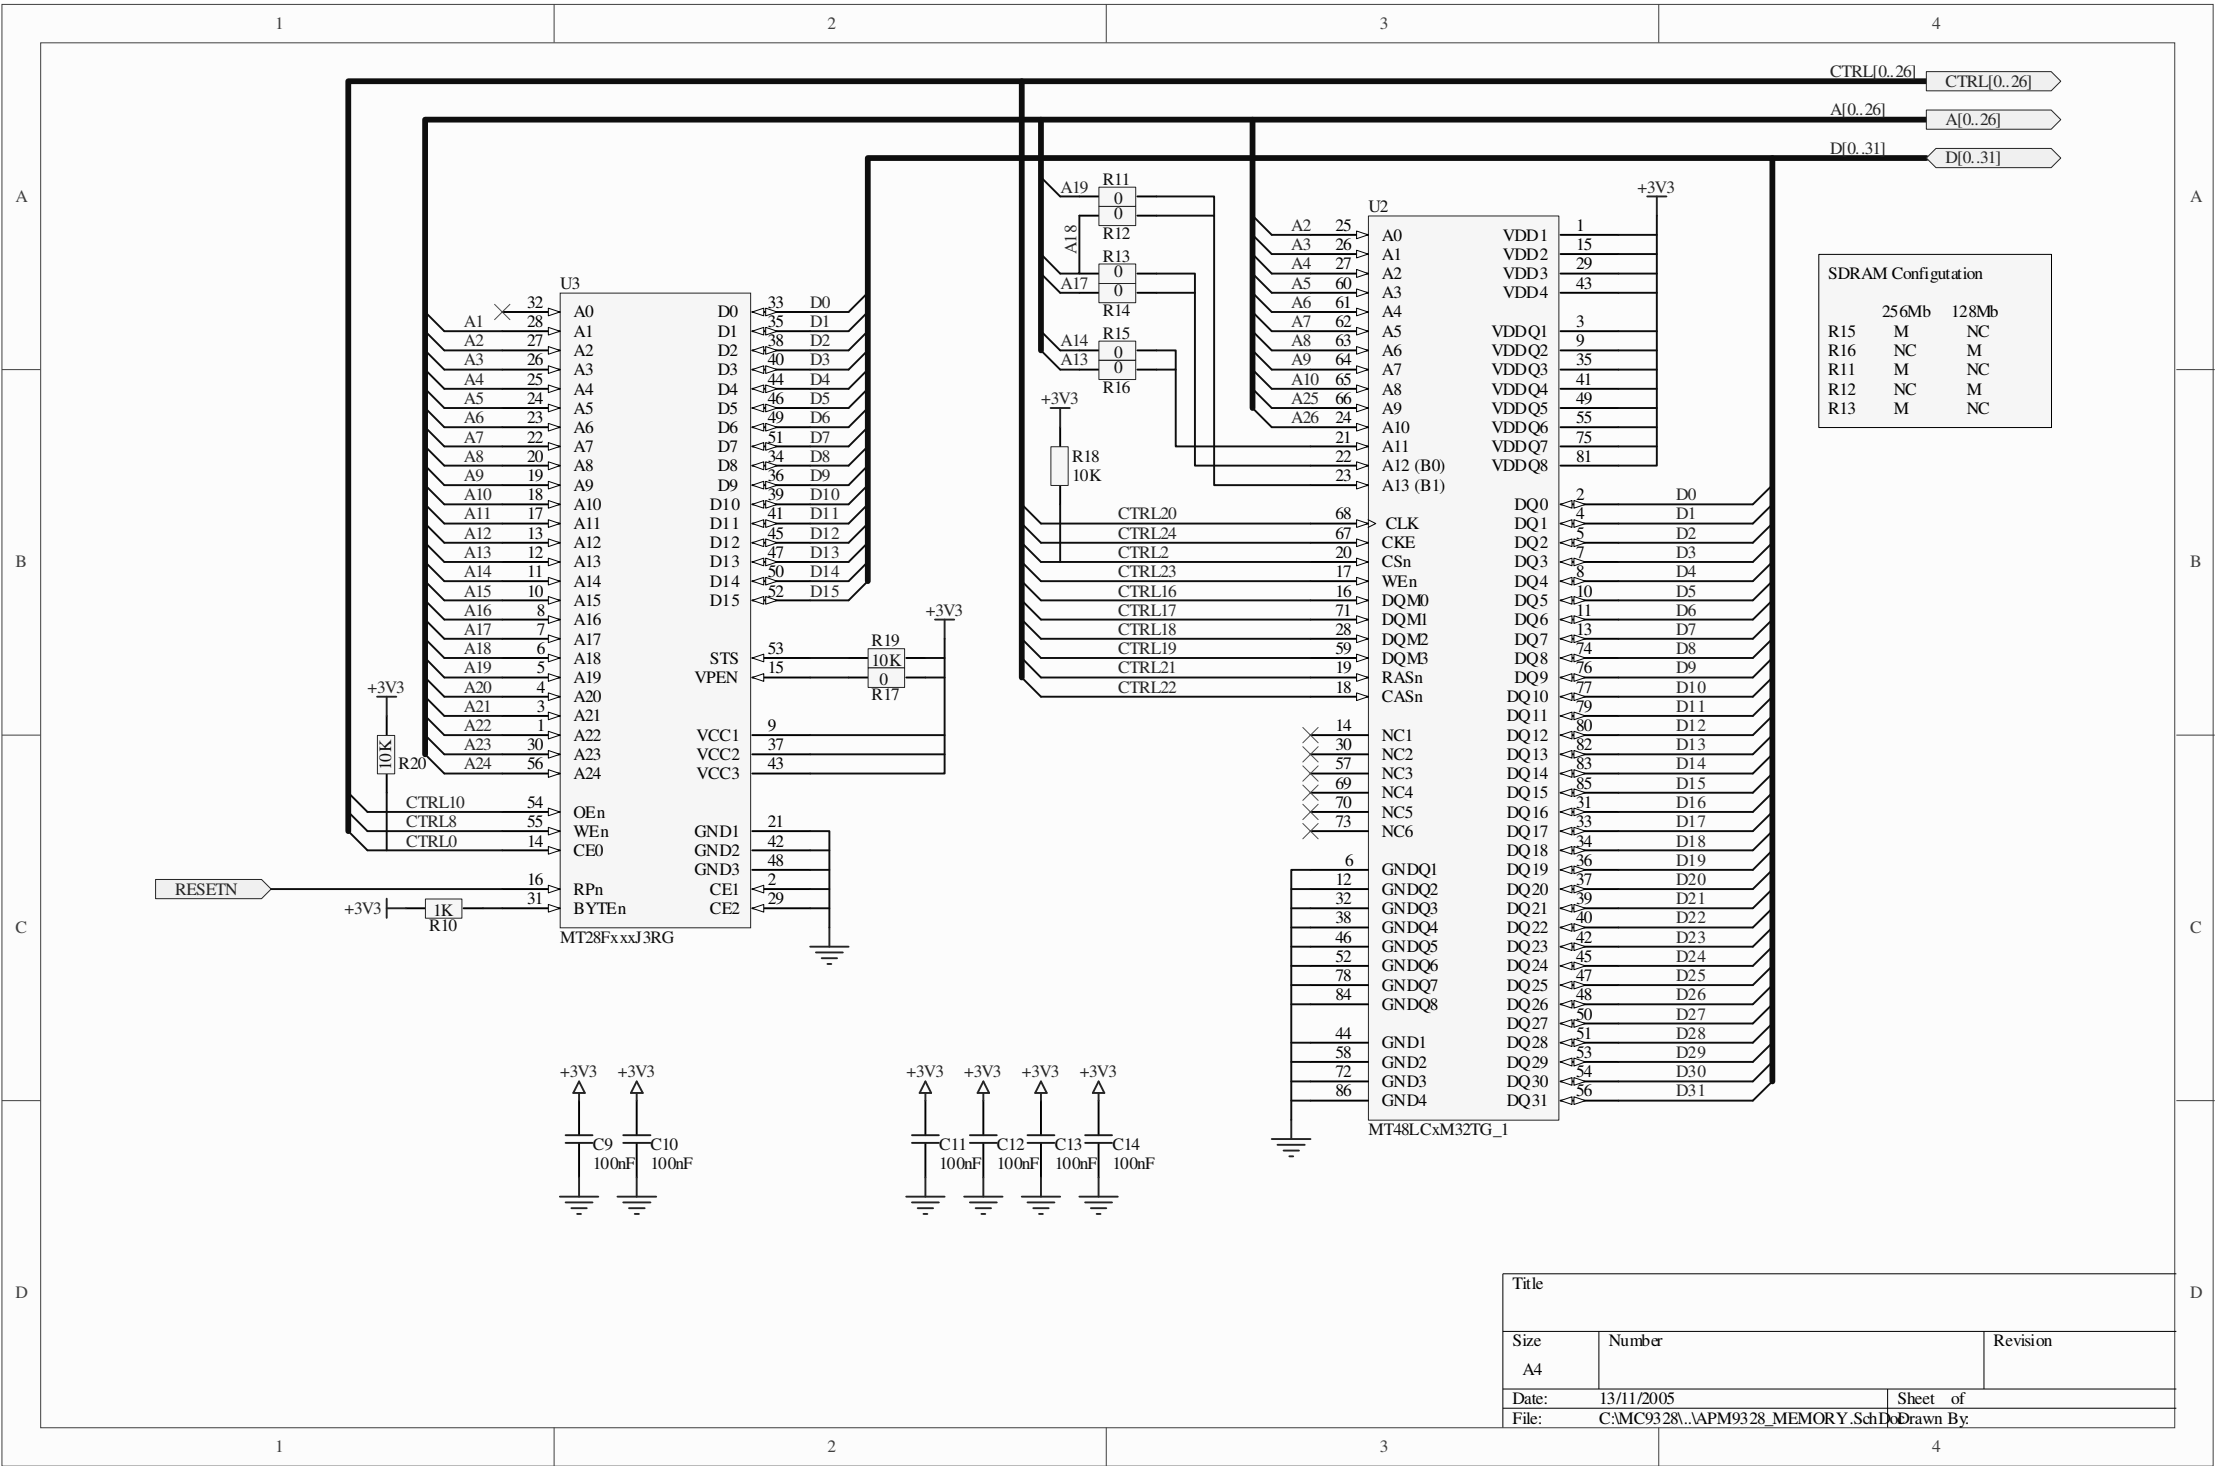 1 2 3 4
A B C D
A B C D
1 2 3 4
CTRL[0..26] CTRL[0..26]
A[0..26] A[0..26]
D[0..31] D[0..31]
U3
32 A0
A1 28 A1
A2 27 A2
A3 26 A3
A4 25 A4
A5 24 A5
A6 23 A6
A7 22 A7
A8 20 A8
A9 19 A9
A10 18 A10
A11 17 A11
A12 13 A12
A13 12 A13
A14 11 A14
A15 10 A15
A16 8 A16
A17 7 A17
A18 6 A18
A19 5 A19
A20 4 A20
A21 3 A21
A22 1 A22
A23 30 A23
A24 56 A24
CTRL10 54 OEn
CTRL8 55 WEn
CTRL0 14 CE0
RESETN 16 RPn
+3V3 1K 31 BYTEn
R10
+3V3
10K
R20
D0 33 D0
D1 35 D1
D2 38 D2
D3 40 D3
D4 44 D4
D5 46 D5
D6 49 D6
D7 51 D7
D8 34 D8
D9 36 D9
D10 39 D10
D11 41 D11
D12 45 D12
D13 47 D13
D14 50 D14
D15 52 D15
+3V3
R19
STS 53 10K
VPEN 15 0
R17
VCC1 9
VCC2 37
VCC3 43
GND1 21
GND2 42
GND3 48
CE1 2
CE2 29
MT28FxxxJ3RG
A19 R11
0
0
A18 R12
R13
0
A17 0
R14
A14 R15
0
A13 0
R16
+3V3
R18
10K
U2
A2 25 A0
A3 26 A1
A4 27 A2
A5 60 A3
A6 61 A4
A7 62 A5
A8 63 A6
A9 64 A7
A10 65 A8
A25 66 A9
A26 24 A10
21 A11
22 A12 (B0)
23 A13 (B1)
CTRL20 68 CLK
CTRL24 67 CKE
CTRL2 20 CSn
CTRL23 17 WEn
CTRL16 16 DQM0
CTRL17 71 DQM1
CTRL18 28 DQM2
CTRL19 59 DQM3
CTRL21 19 RASn
CTRL22 18 CASn
14 NC1
30 NC2
57 NC3
69 NC4
70 NC5
73 NC6
6 GNDQ1
12 GNDQ2
32 GNDQ3
38 GNDQ4
46 GNDQ5
52 GNDQ6
78 GNDQ7
84 GNDQ8
44 GND1
58 GND2
72 GND3
86 GND4
+3V3
VDD1 1
VDD2 15
VDD3 29
VDD4 43
VDDQ1 3
VDDQ2 9
VDDQ3 35
VDDQ4 41
VDDQ5 49
VDDQ6 55
VDDQ7 75
VDDQ8 81
DQ0 2 D0
DQ1 4 D1
DQ2 5 D2
DQ3 7 D3
DQ4 8 D4
DQ5 10 D5
DQ6 11 D6
DQ7 13 D7
DQ8 74 D8
DQ9 76 D9
DQ10 77 D10
DQ11 79 D11
DQ12 80 D12
DQ13 82 D13
DQ14 83 D14
DQ15 85 D15
DQ16 31 D16
DQ17 33 D17
DQ18 34 D18
DQ19 36 D19
DQ20 37 D20
DQ21 39 D21
DQ22 40 D22
DQ23 42 D23
DQ24 45 D24
DQ25 47 D25
DQ26 48 D26
DQ27 50 D27
DQ28 51 D28
DQ29 53 D29
DQ30 54 D30
DQ31 56 D31
MT48LCxM32TG_1
SDRAM Configutation
256Mb 128Mb
R15 M NC
R16 NC M
R11 M NC
R12 NC M
R13 M NC
+3V3 +3V3 +3V3 +3V3 +3V3 +3V3
C9 C10 C11 C12 C13 C14
100nF 100nF 100nF 100nF 100nF 100nF
Title
Size Number Revision
A4
Date: 13/11/2005 Sheet of
File: C:\MC9328\..\APM9328_MEMORY.SchDoc Drawn By: